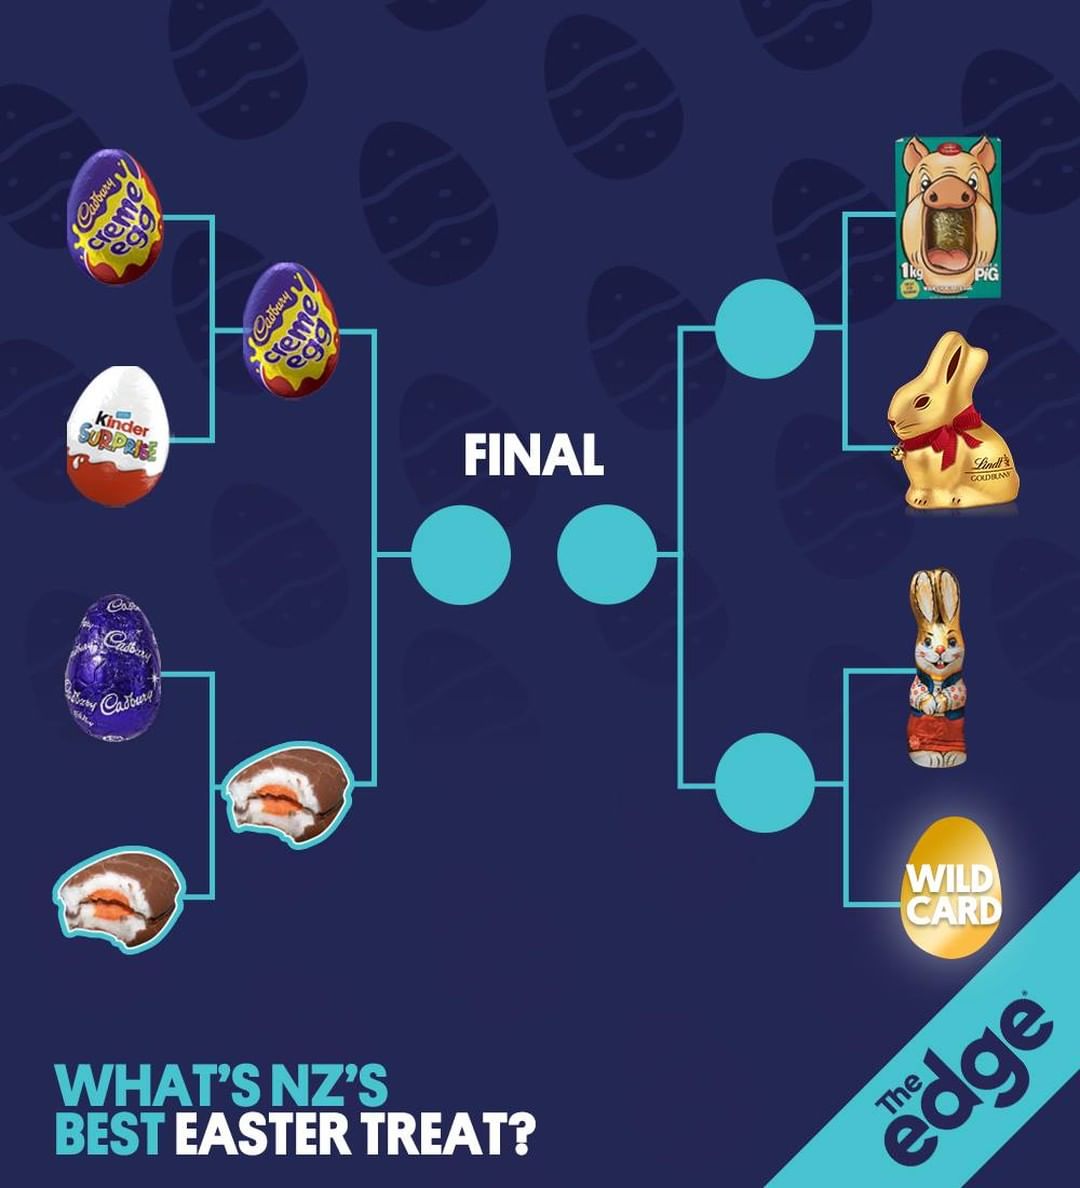 Cadbury
creme
egg
Cadbury
creme
egg
Kinder
SURPRISE
FINAL
1kg
PiG
Lindt
GOLD BUNNY
Cadbury
Cadbury
Cadbury
WILD
CARD
WHAT'S NZ'S
BEST EASTER TREAT?
The
edge